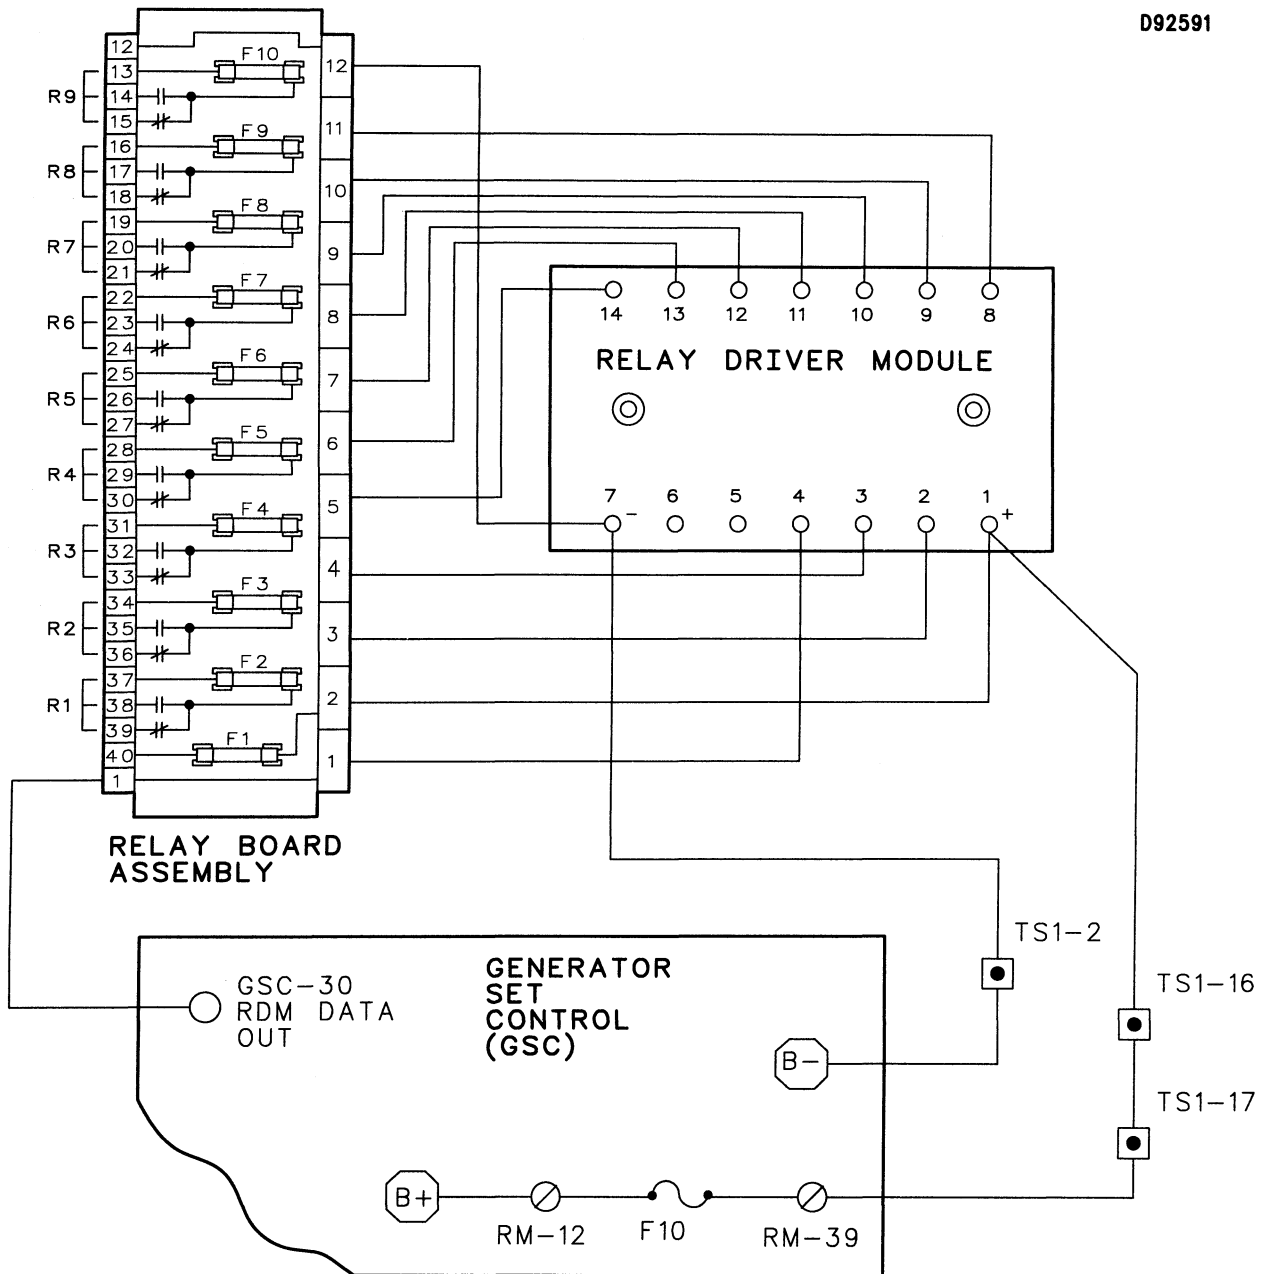 D92591
12
F10
13
R9
14
15
F9
16
R8
17
18
F8
19
R7
20
21
F7
22
R6
23
24
F6
25
R5
26
27
F5
28
R4
29
30
F4
31
R3
32
33
F3
34
R2
35
36
F2
37
R1
38
39
F1
40
1
12
11
10
9
8
7
6
5
4
3
2
1
RELAY BOARD
ASSEMBLY
14 13 12 11 10 9 8
RELAY DRIVER MODULE
7 6 5 4 3 2 1
- +
TS1-2
TS1-16
TS1-17
GSC-30
RDM DATA
OUT
GENERATOR
SET
CONTROL
(GSC)
B-
B+
RM-12
F10
RM-39